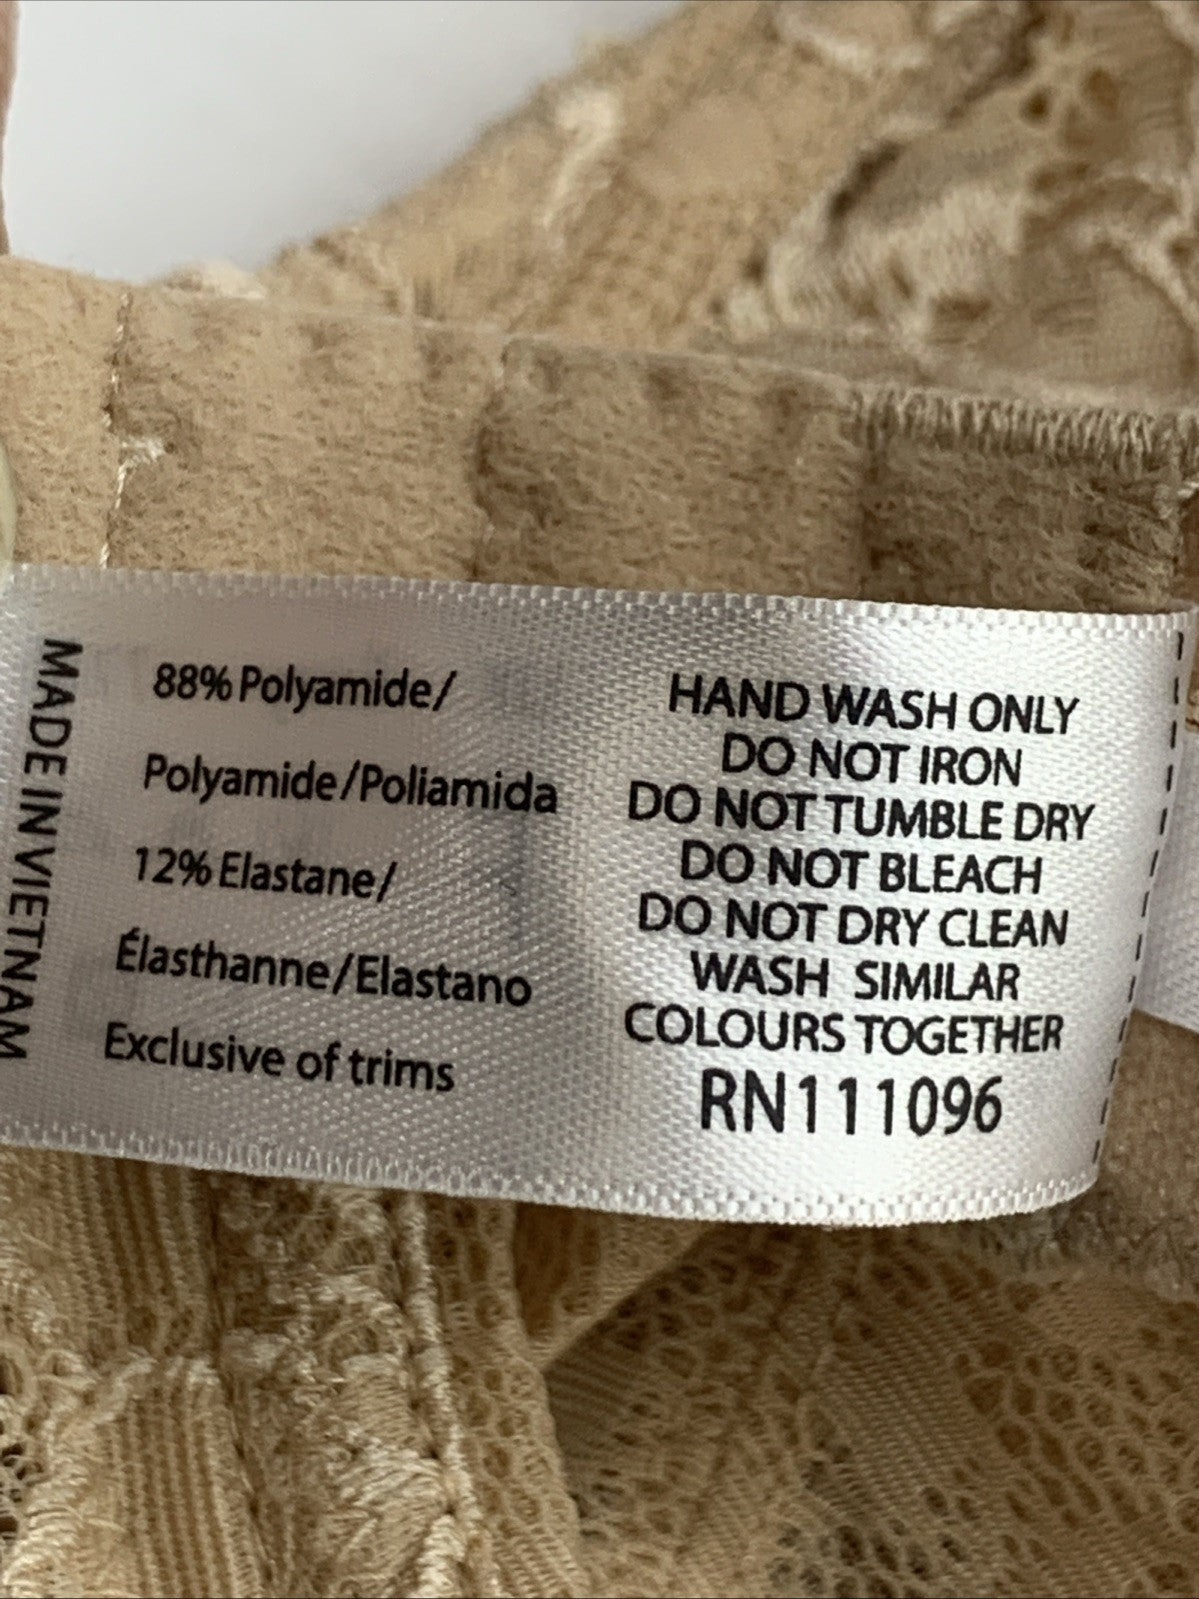 MADE IN VIETNAM
88% Polyamide/
Polyamide/Poliamida
12% Elastane/
Élasthanne/Elastano
Exclusive of trims
HAND WASH ONLY
DO NOT IRON
DO NOT TUMBLE DRY
DO NOT BLEACH
DO NOT DRY CLEAN
WASH SIMILAR
COLOURS TOGETHER
RN111096